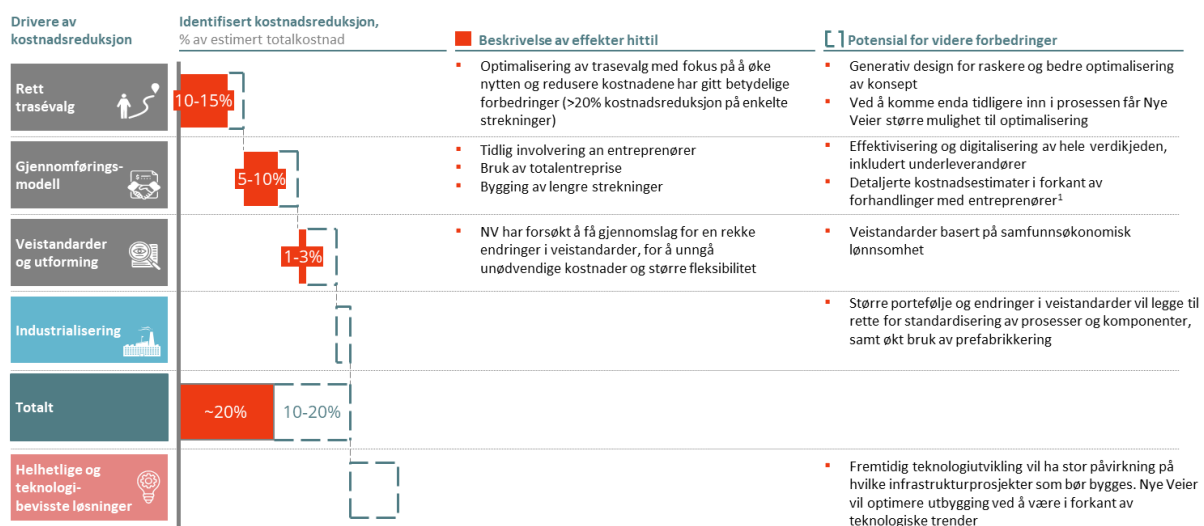 Drivere av
kostnadsreduksjon
Identifisert kostnadsreduksjon,
% av estimert totalkostnad
Beskrivelse av effekter hittil
Potensial for videre forbedringer
Rett
trasévalg
10-15%
Optimalisering av trasevalg med fokus på å øke
nytten og redusere kostnadene har gitt betydelige
forbedringer (>20% kostnadsreduksjon på enkelte
strekninger)
Generativ design for raskere og bedre optimalisering
av konsept
Ved å komme enda tidligere inn i prosessen får Nye
Veier større mulighet til optimalisering
Gjennomførings-
modell
5-10%
Tidlig involvering an entreprenører
Bruk av totalentreprise
Bygging av lengre strekninger
Effektivisering og digitalisering av hele verdikjeden,
inkludert underleverandører
Detaljerte kostnadsestimater i forkant av
forhandlinger med entreprenører¹
Veistandarder
og utforming
1-3%
NV har forsøkt å få gjennomslag for en rekke
endringer i veistandarder, for å unngå
unødvendige kostnader og større fleksibilitet
Veistandarder basert på samfunnsøkonomisk
lønnsomhet
Industrialisering
Større portefølje og endringer i veistandarder vil legge til
rette for standardisering av prosesser og komponenter,
samt økt bruk av prefabrikkering
Totalt
~20%
10-20%
Helhetlige og
teknologi-
bevisste løsninger
Fremtidig teknologiutvikling vil ha stor påvirkning på
hvilke infrastrukturprosjekter som bør bygges. Nye Veier
vil optimere utbygging ved å være i forkant av
teknologiske trender